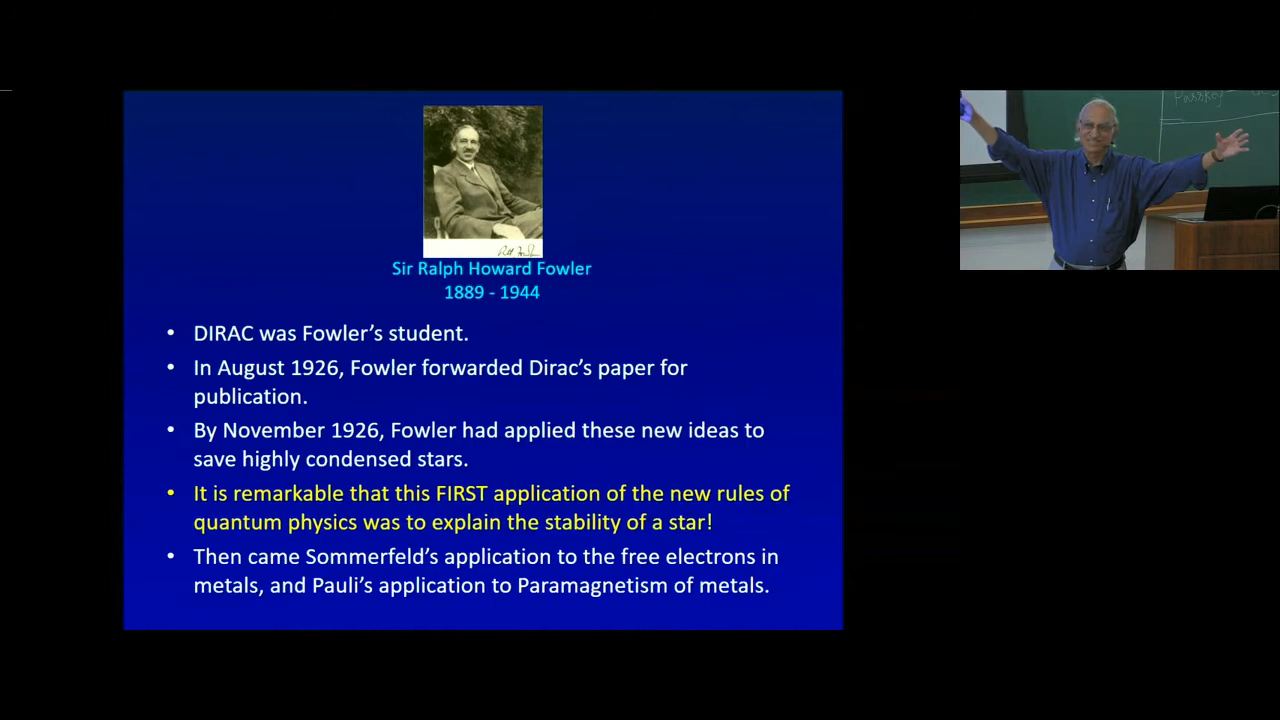 Sir Ralph Howard Fowler
1889 - 1944
• DIRAC was Fowler's student.
• In August 1926, Fowler forwarded Dirac's paper for
publication.
• By November 1926, Fowler had applied these new ideas to
save highly condensed stars.
• It is remarkable that this FIRST application of the new rules of
quantum physics was to explain the stability of a star!
• Then came Sommerfeld's application to the free electrons in
metals, and Pauli's application to Paramagnetism of metals.